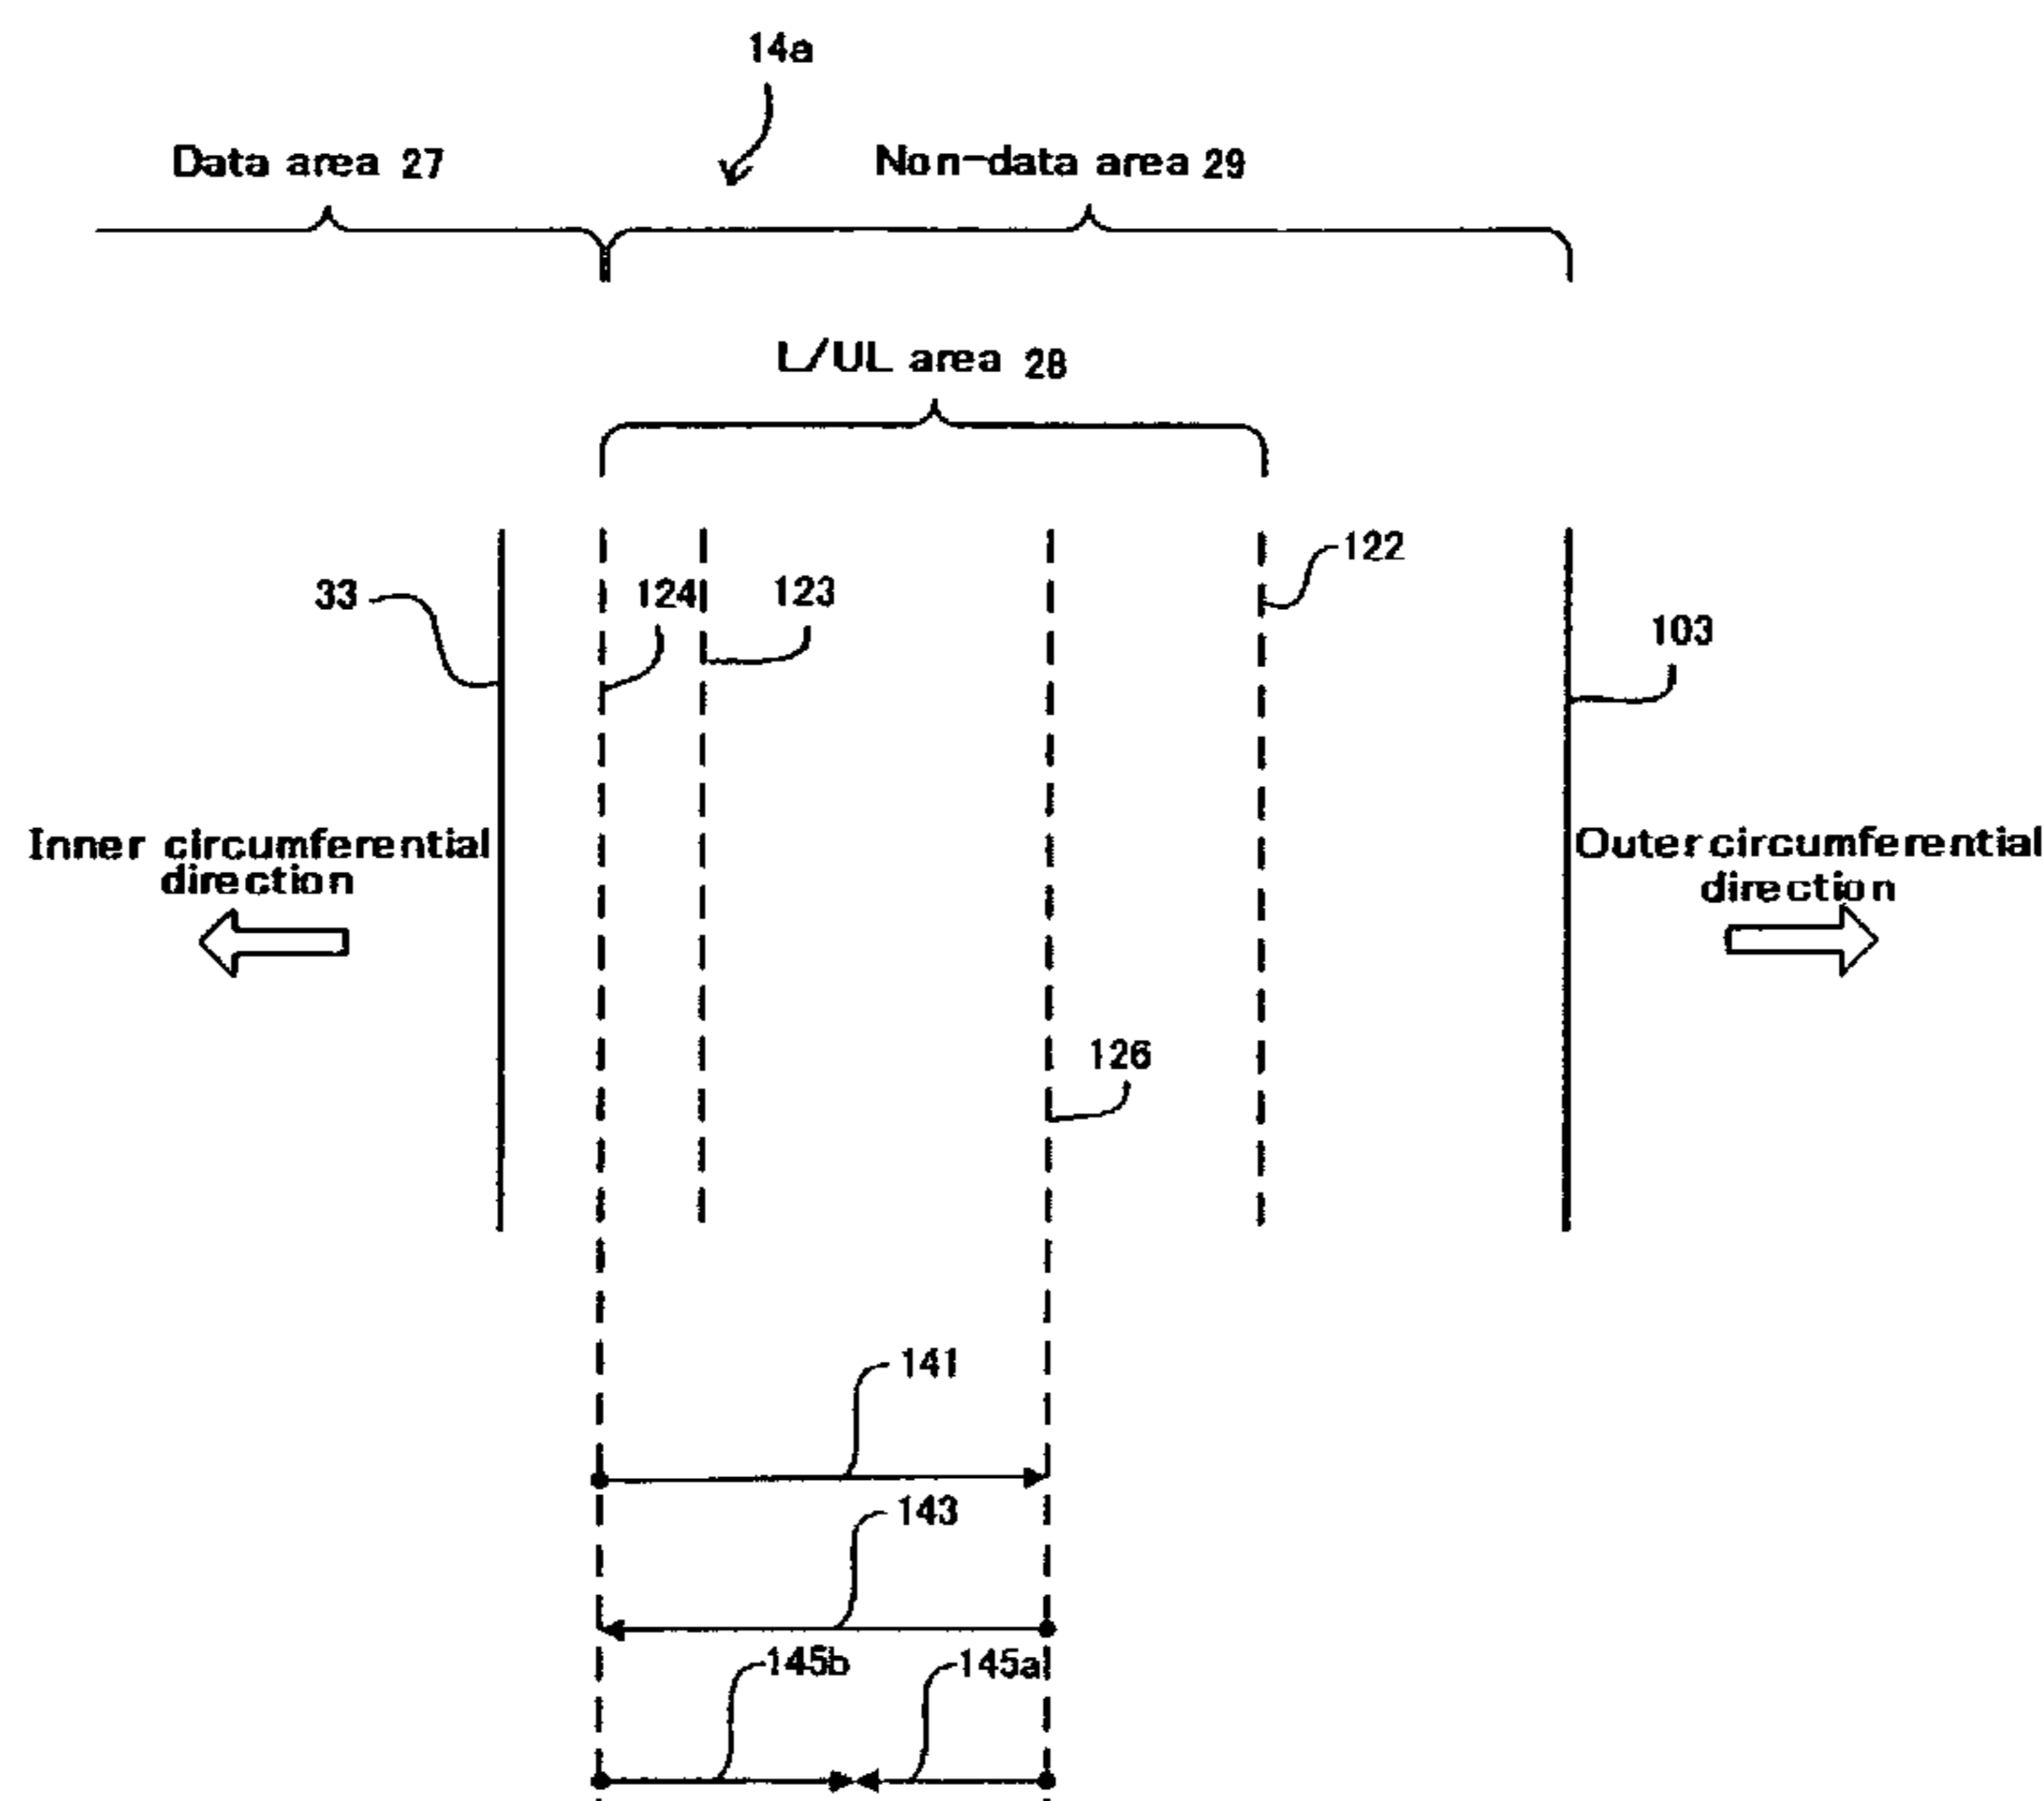 14a
Data area 27
Non-data area 29
L/UL area 28
122
33
124
123
103
Inner circumferential
direction
Outer circumferential
direction
126
141
143
145b
145a